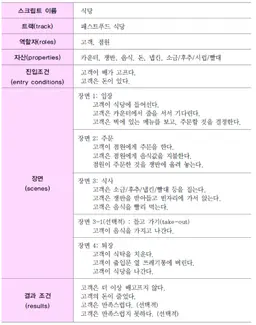 스크립트 이름
식당
트랙(track)
패스트푸드 식당
역할자(roles)
고객, 점원
자산(properties)
카운터, 쟁반, 음식, 돈, 냅킨, 소금/후추/시럽/빨대
진입조건
(entry conditions)
고객이 배가 고프다.
고객은 돈이 있다.
장면
(scenes)
장면 1: 입장
고객이 식당에 들어선다.
고객은 카운터에서 줄을 서서 기다린다.
고객은 벽에 있는 메뉴를 보고, 주문할 것을 결정한다.
장면 2: 주문
고객이 점원에게 주문을 한다.
고객은 점원에게 음식값을 지불한다.
점원이 주문한 것을 쟁반에 올려 놓는다.
장면 3: 식사
고객은 소금/후추/냅킨/빨대 등을 집는다.
고객은 쟁반을 받아들고 빈자리에 가서 앉는다.
고객은 음식을 빨리 먹는다.
장면 3-1(선택적) : 들고 가기(take-out)
고객이 음식을 가지고 나간다.
장면 4: 퇴장
고객이 식탁을 치운다.
고객이 출입문 옆 쓰레기통에 버린다.
고객이 식당을 나간다.
결과 조건
(results)
고객은 더 이상 배고프지 않다.
고객의 돈이 줄었다.
고객은 만족스럽다. (선택적)
고객은 만족스럽지 못하다. (선택적)